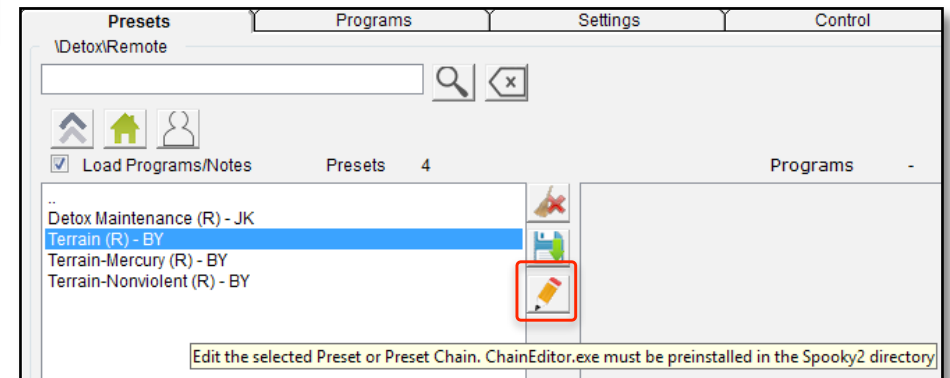 Presets Programs Settings Control
\Detox\Remote
Load Programs/Notes Presets 4 Programs -
..
Detox Maintenance (R) - JK
Terrain (R) - BY
Terrain-Mercury (R) - BY
Terrain-Nonviolent (R) - BY
Edit the selected Preset or Preset Chain. ChainEditor.exe must be preinstalled in the Spooky2 directory